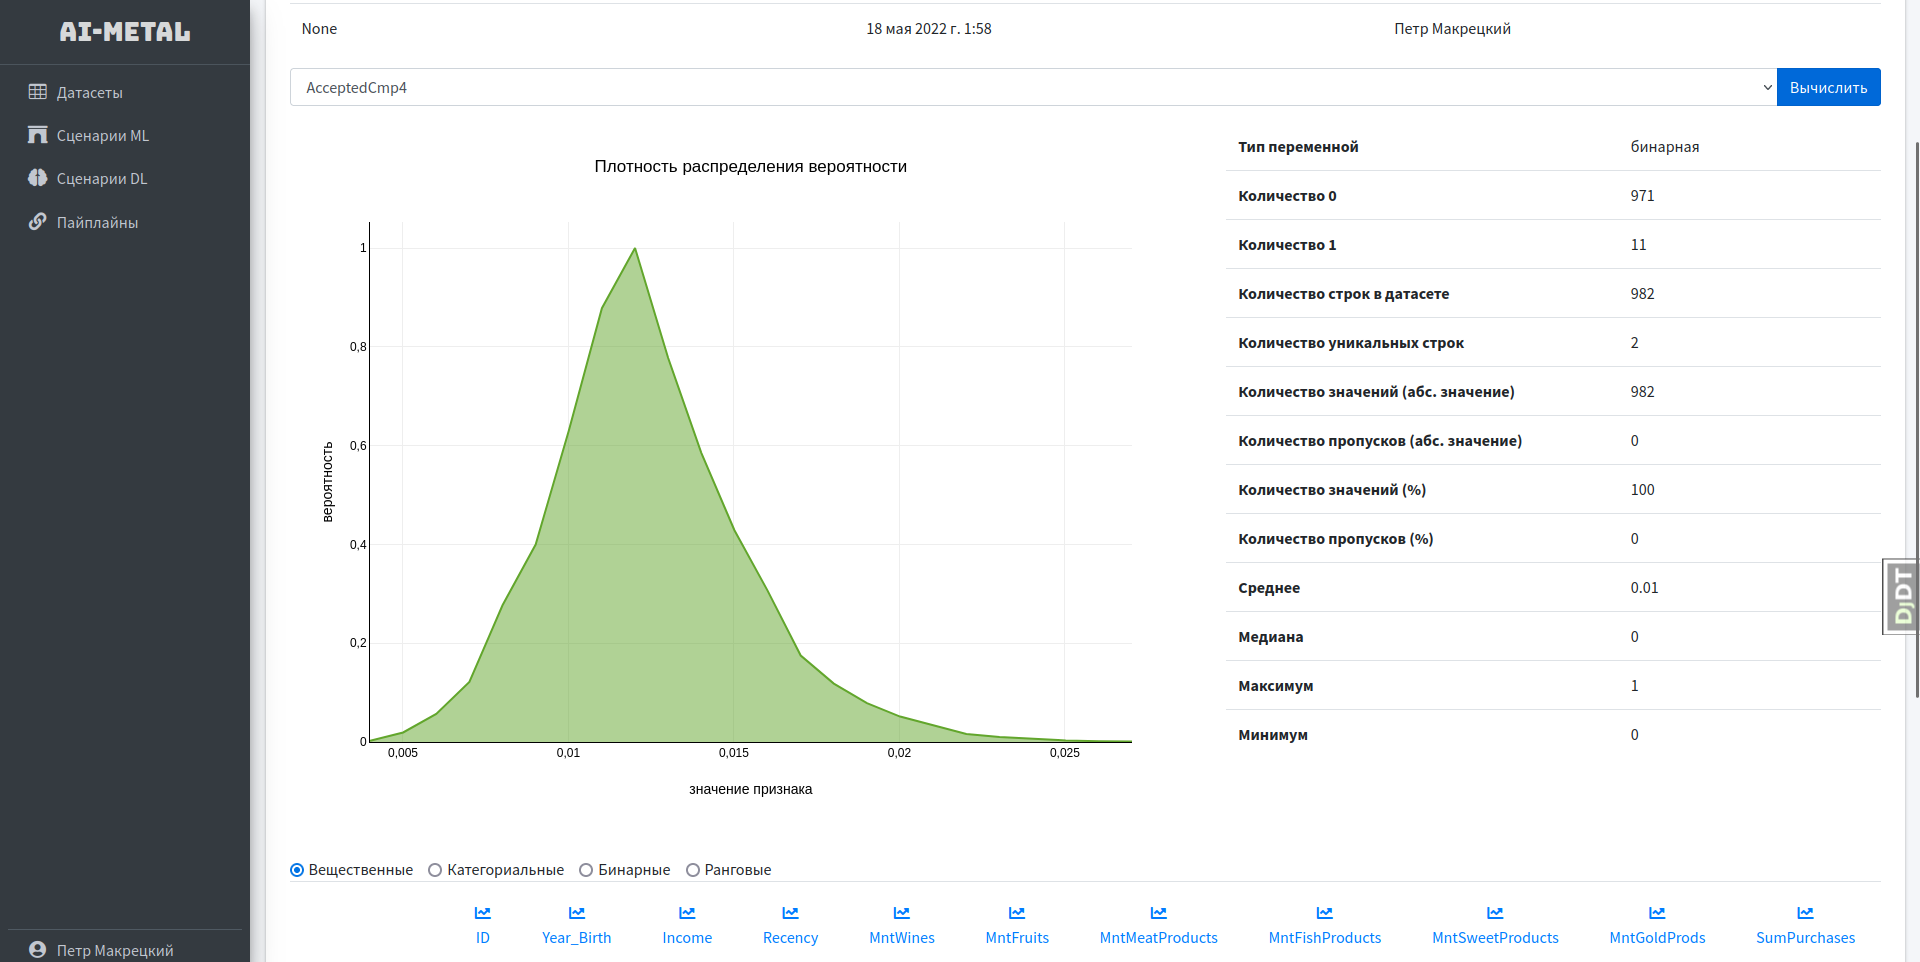 AI-METAL
Датасеты
Сценарии ML
Сценарии DL
Пайплайны
Петр Макрецкий
None 18 мая 2022 г. 1:58 Петр Макрецкий
AcceptedCmp4 Вычислить
Плотность распределения вероятности
вероятность
1
0,8
0,6
0,4
0,2
0
0,005 0,01 0,015 0,02 0,025
значение признака
Тип переменной бинарная
Количество 0 971
Количество 1 11
Количество строк в датасете 982
Количество уникальных строк 2
Количество значений (абс. значение) 982
Количество пропусков (абс. значение) 0
Количество значений (%) 100
Количество пропусков (%) 0
Среднее 0.01
Медиана 0
Максимум 1
Минимум 0
DjDT
Вещественные Категориальные Бинарные Ранговые
ID Year_Birth Income Recency MntWines MntFruits MntMeatProducts MntFishProducts MntSweetProducts MntGoldProds SumPurchases